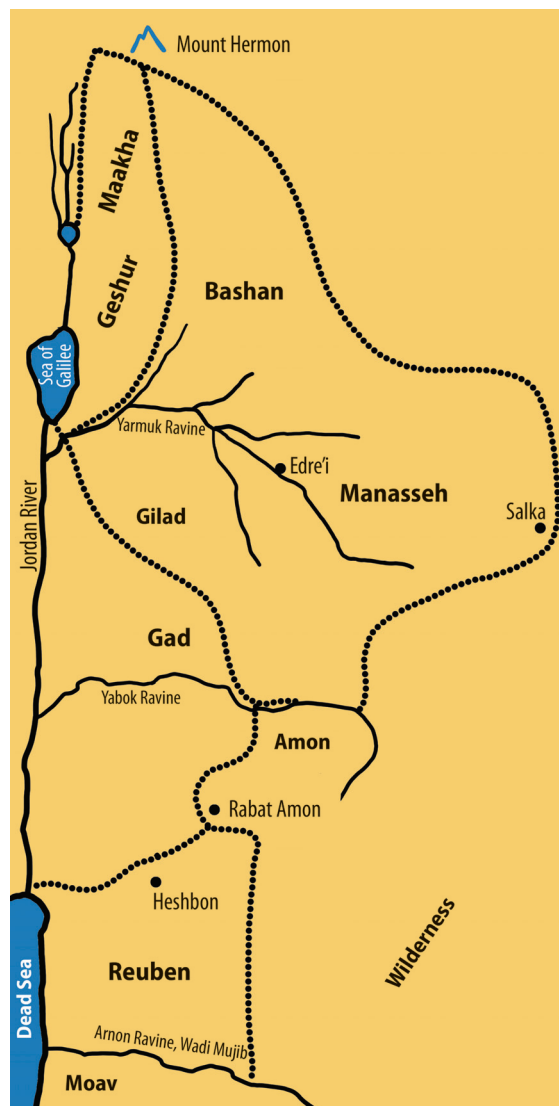 Mount Hermon
Maakha
Geshur
Bashan
Sea of
Galilee
Yarmuk Ravine
Edre'i
Manasseh
Salka
Jordan River
Gilad
Gad
Yabok Ravine
Amon
Rabat Amon
Heshbon
Wilderness
Reuben
Dead Sea
Arnon Ravine, Wadi Mujib
Moav